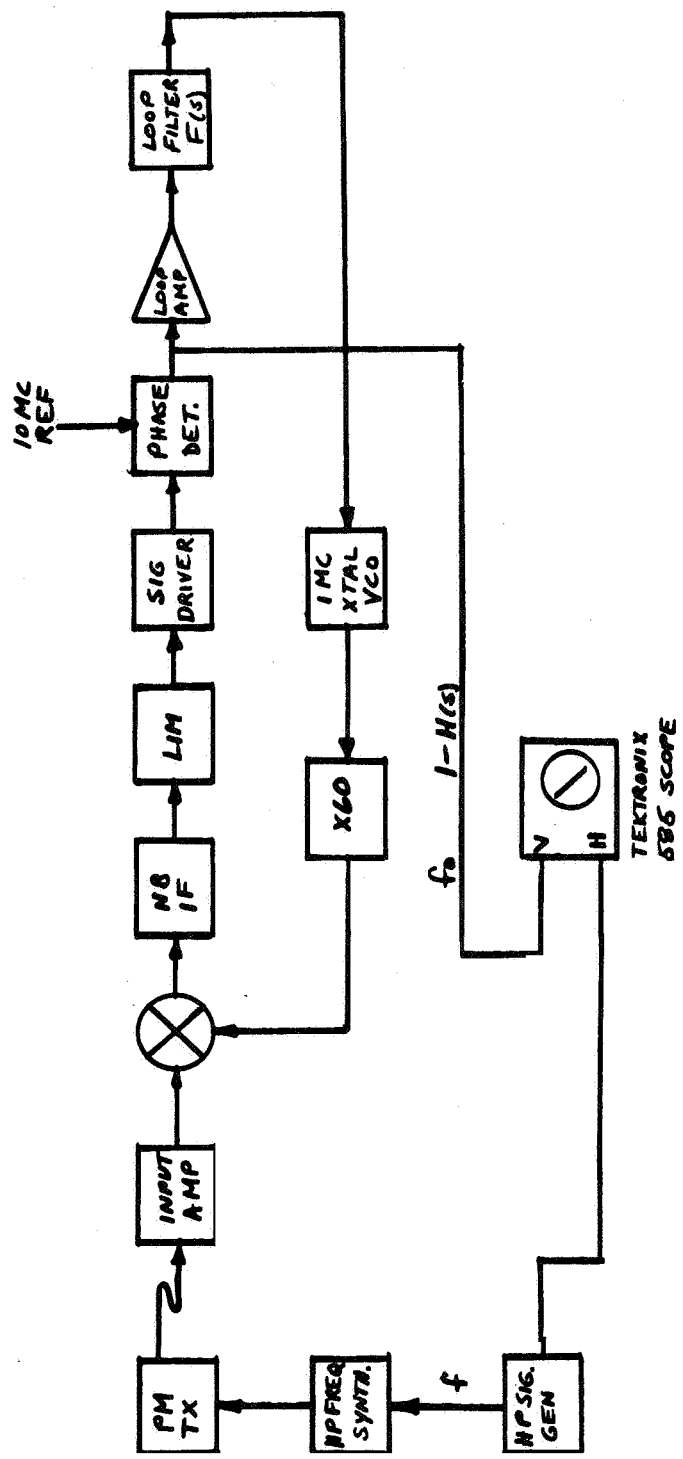 10 MC
REF
PM
TX
INPUT
AMP
NB
IF
LIM
SIG
DRIVER
PHASE
DET.
LOOP
AMP
LOOP
FILTER
F(s)
HP FREQ
SYNTH.
X60
1 MC
XTAL
VCO
f
f₀ 1-H(s)
HP SIG.
GEN
V
H
TEKTRONIX
585 SCOPE